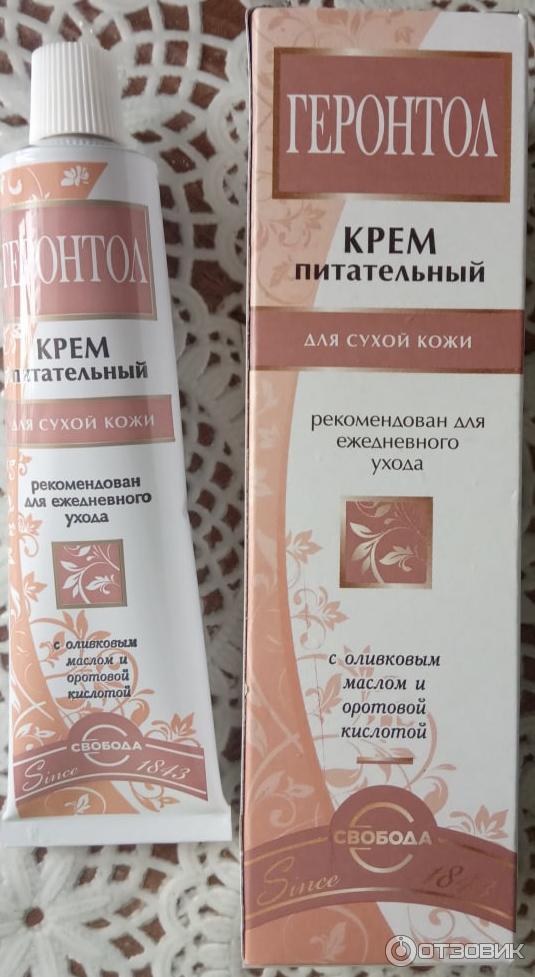 ГЕРОНТОЛ
КРЕМ
питательный
ДЛЯ СУХОЙ КОЖИ
рекомендован
для ежедневного
ухода
с оливковым
маслом и
оротовой
кислотой
СВОБОДА
Since 1843
ГЕРОНТОЛ
КРЕМ
питательный
ДЛЯ СУХОЙ КОЖИ
рекомендован для
ежедневного
ухода
с оливковым
маслом и
оротовой
кислотой
СВОБОДА
Since 1843
ОТЗОВИК